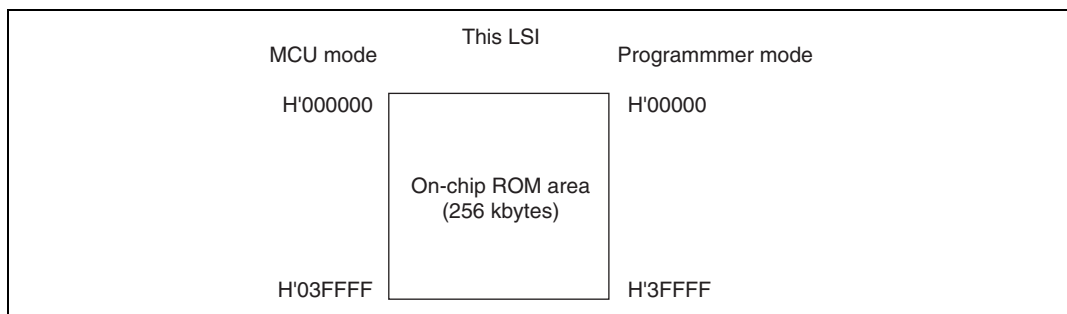 This LSI
MCU mode
Programmmer mode
H'000000
H'00000
On-chip ROM area
(256 kbytes)
H'03FFFF
H'3FFFF